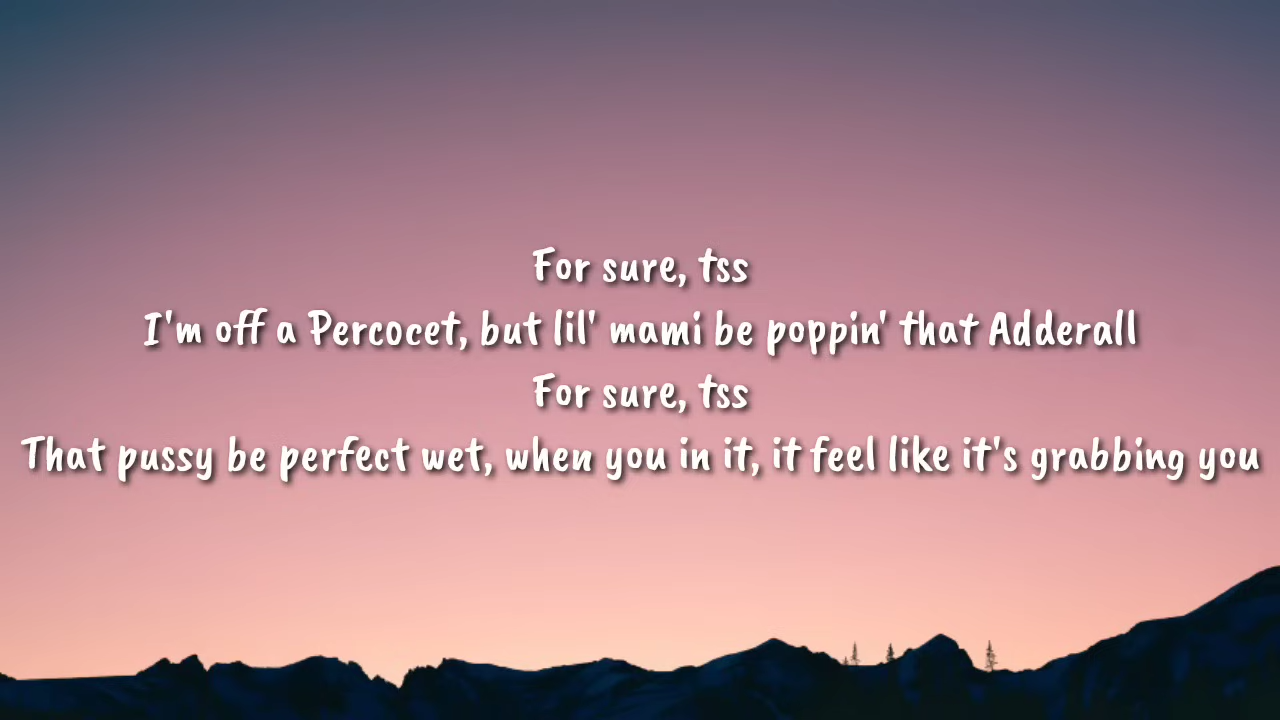 For sure, tss
I'm off a Percocet, but lil' mami be poppin' that Adderall
For sure, tss
That pussy be perfect wet, when you in it, it feel like it's grabbing you